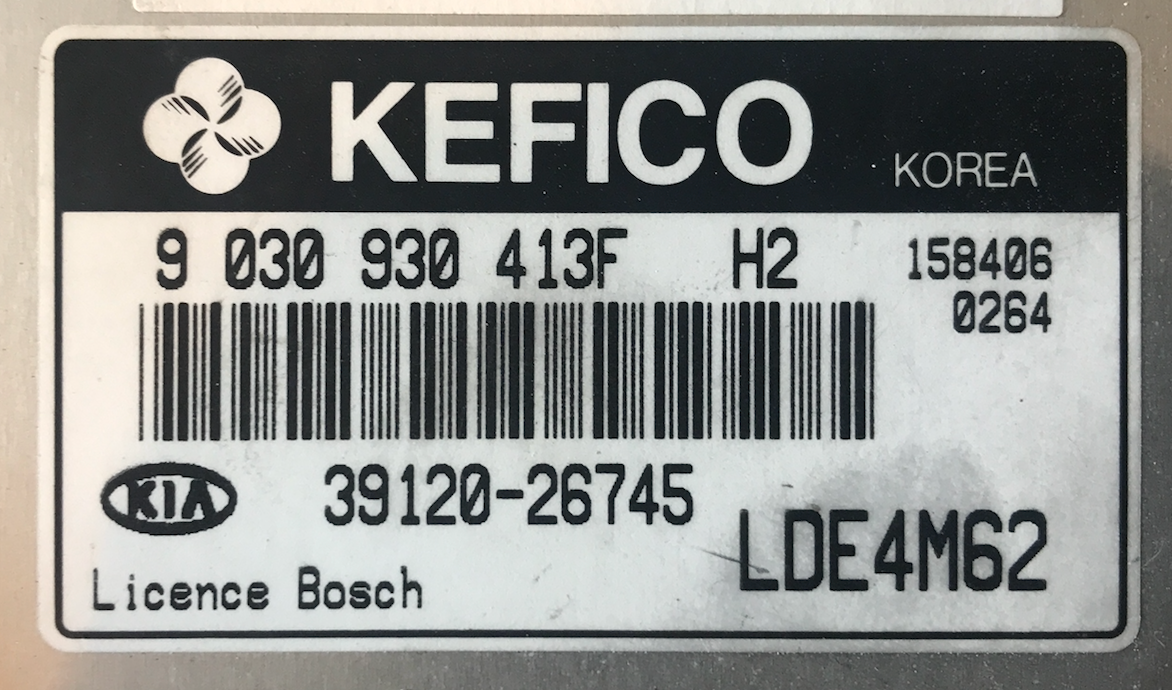 KEFICO KOREA
9 030 930 413F H2 158406
0264
KIA 39120-26745
LDE4M62
Licence Bosch